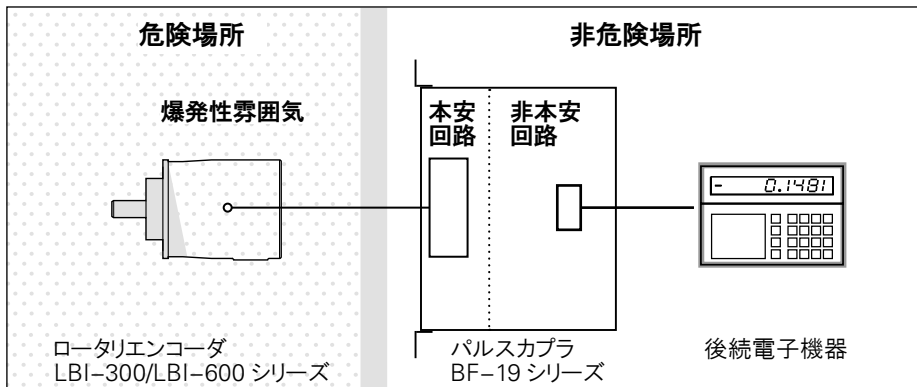 危険場所
非危険場所
爆発性雰囲気
本安
回路
非本安
回路
- 0.1481
ロータリエンコーダ
LBI−300/LBI−600 シリーズ
パルスカプラ
BF−19 シリーズ
後続電子機器